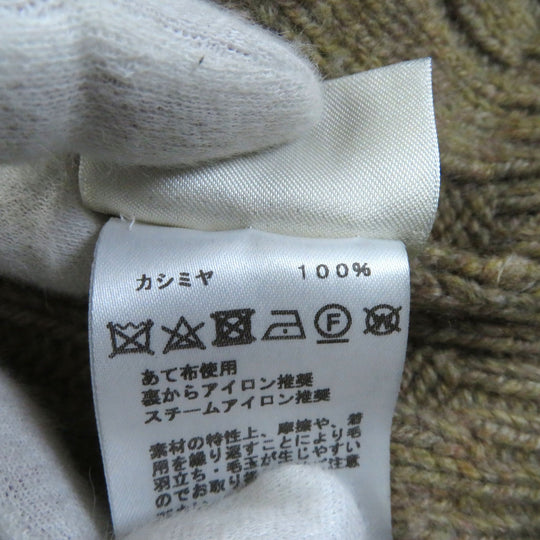 カシミヤ 100%
F W
あて布使用
裏からアイロン推奨
スチームアイロン推奨
素材の特性上、摩擦や、着
用を繰り返すことにより毛
羽立ち・毛玉が生じやすい
のでお取り